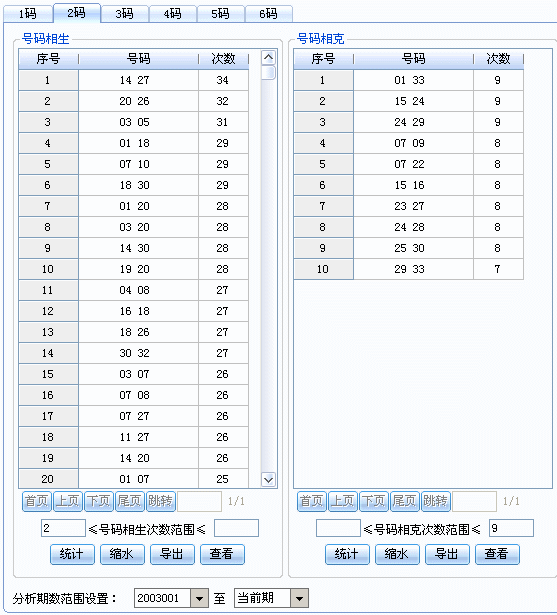 1码 2码 3码 4码 5码 6码
号码相生
序号 号码 次数
1 14 27 34
2 20 26 32
3 03 05 31
4 01 18 29
5 07 10 29
6 18 30 29
7 01 20 28
8 03 20 28
9 14 30 28
10 19 20 28
11 04 08 27
12 16 18 27
13 18 26 27
14 30 32 27
15 03 07 26
16 07 08 26
17 07 27 26
18 11 27 26
19 14 20 26
20 01 07 25
首页 上页 下页 尾页 跳转 1/1
2 ≤号码相生次数范围≤
统计 缩水 导出 查看
号码相克
序号 号码 次数
1 01 33 9
2 15 24 9
3 24 29 9
4 07 09 8
5 07 22 8
6 15 16 8
7 23 27 8
8 24 28 8
9 25 30 8
10 29 33 7
首页 上页 下页 尾页 跳转 1/1
≤号码相克次数范围≤ 9
统计 缩水 导出 查看
分析期数范围设置： 2003001 至 当前期